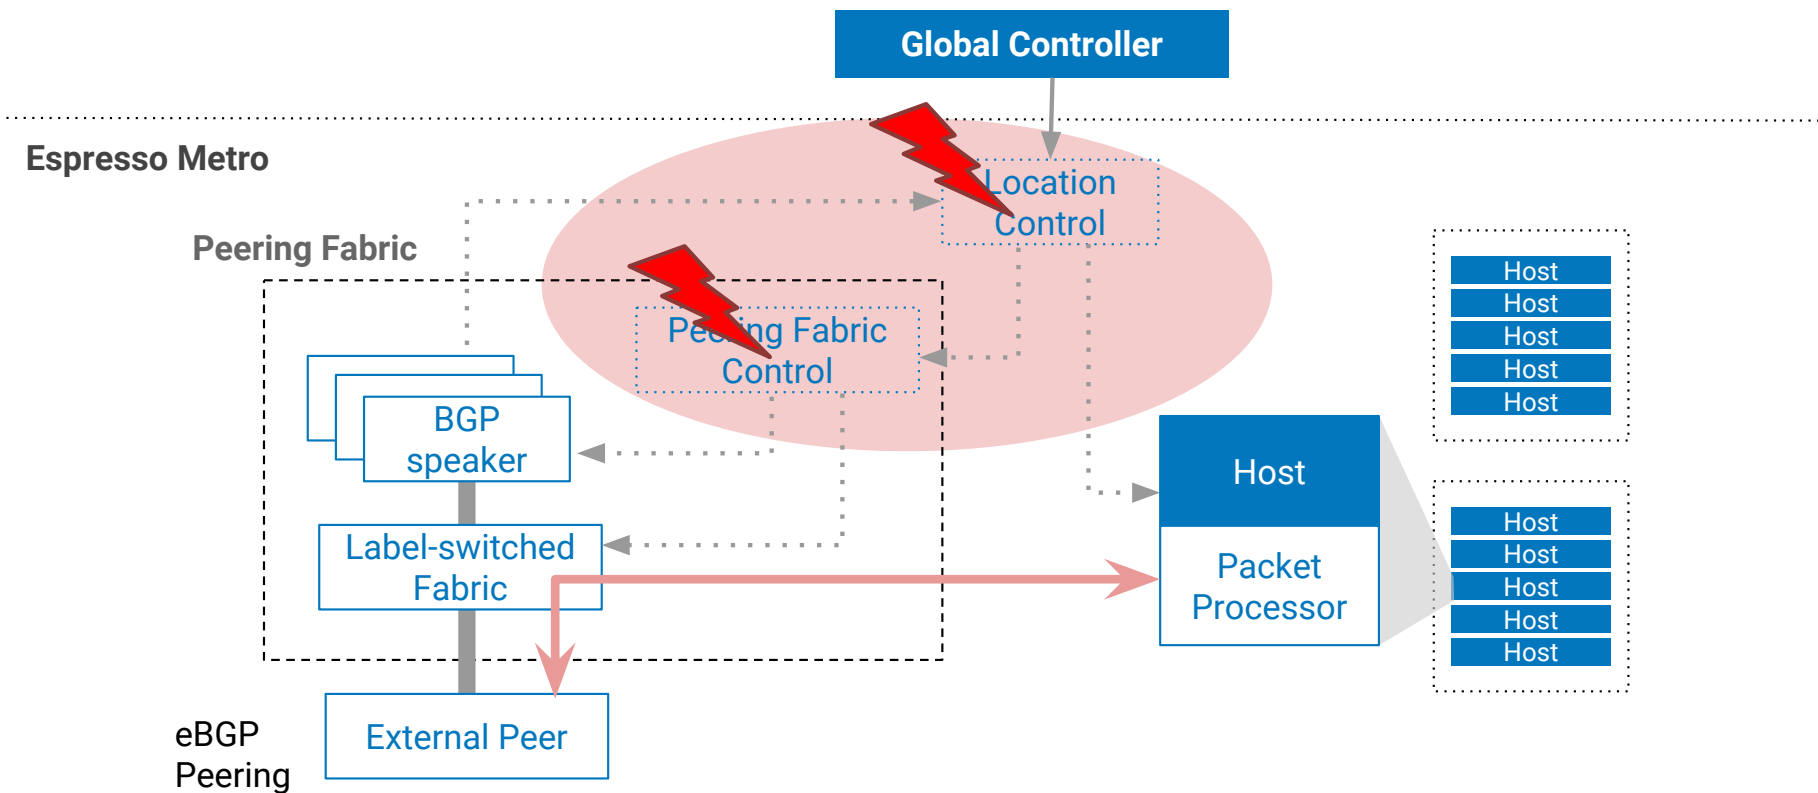 Global Controller
Espresso Metro
Location
Control
Peering Fabric
Peering Fabric
Control
BGP
speaker
Label-switched
Fabric
External Peer
eBGP
Peering
Host
Packet
Processor
Host
Host
Host
Host
Host
Host
Host
Host
Host
Host